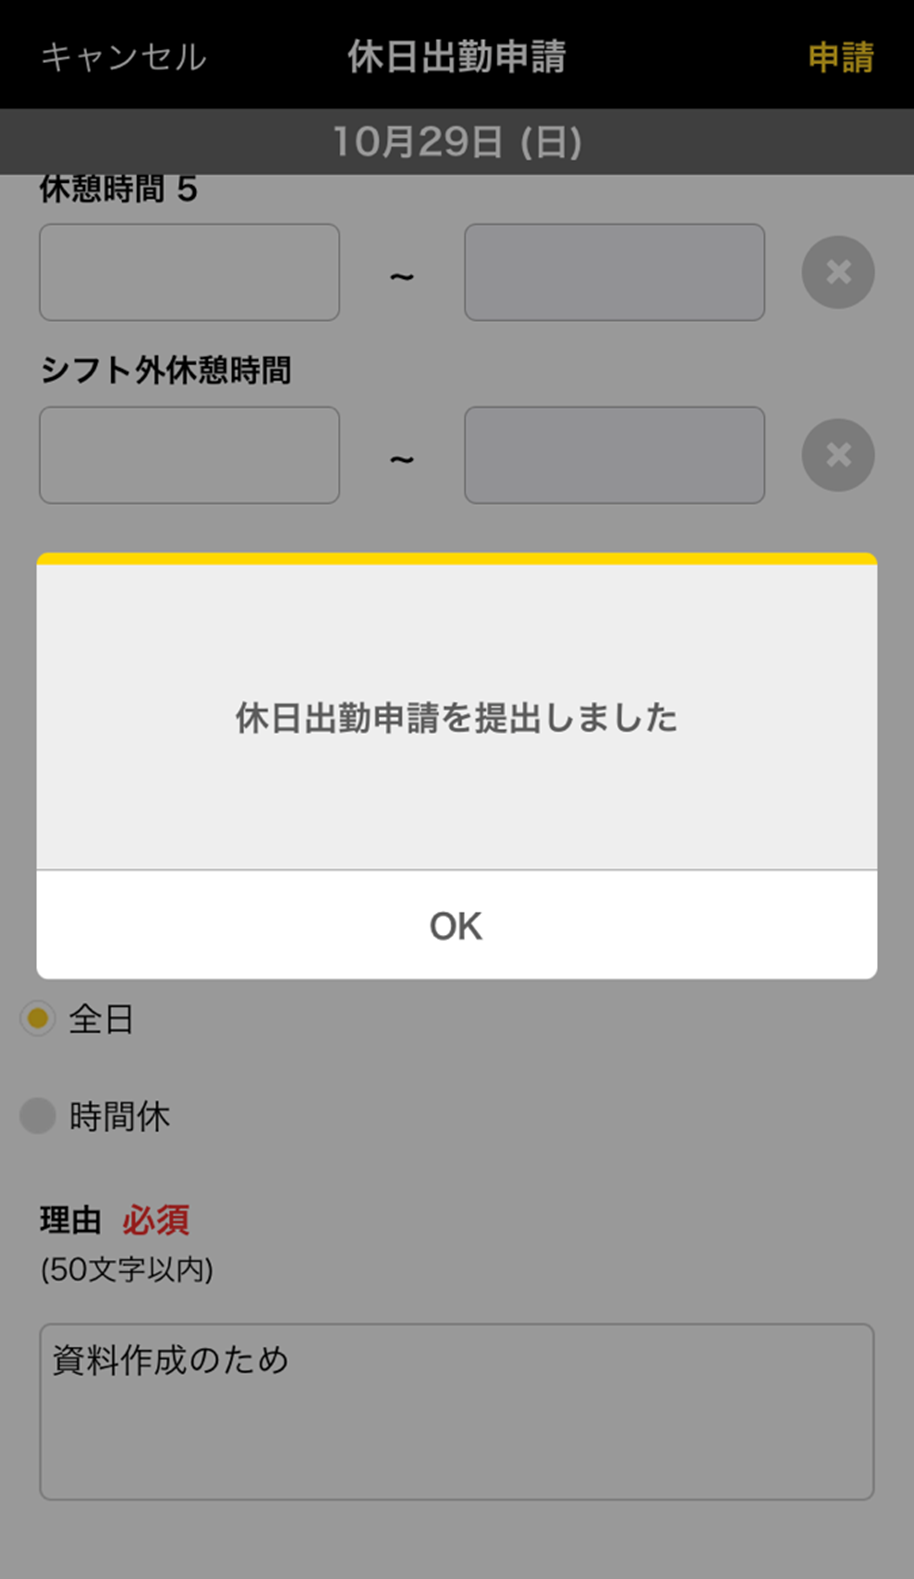 キャンセル 休日出勤申請 申請
10月29日 (日)
休憩時間 5
~
シフト外休憩時間
~
休日出勤申請を提出しました
OK
全日
時間休
理由 必須
(50文字以内)
資料作成のため